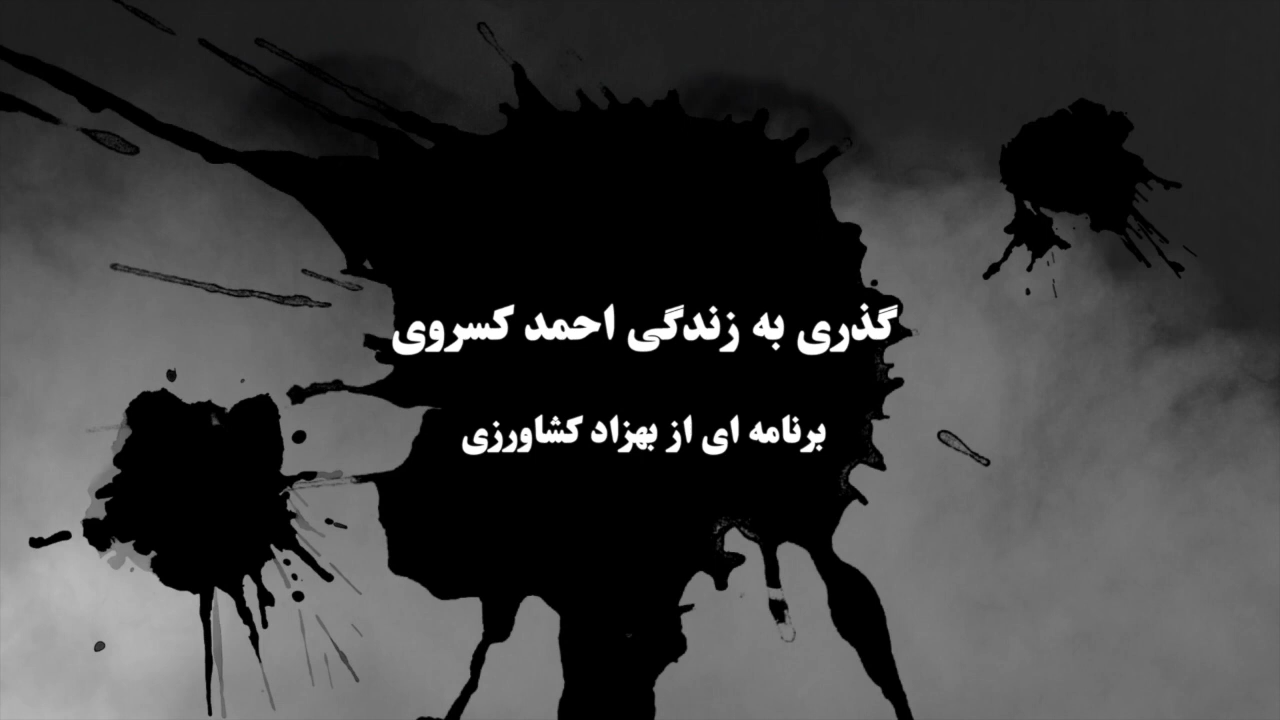 گذری به زندگی احمد کسروی
برنامه ای از بهزاد کشاورزی